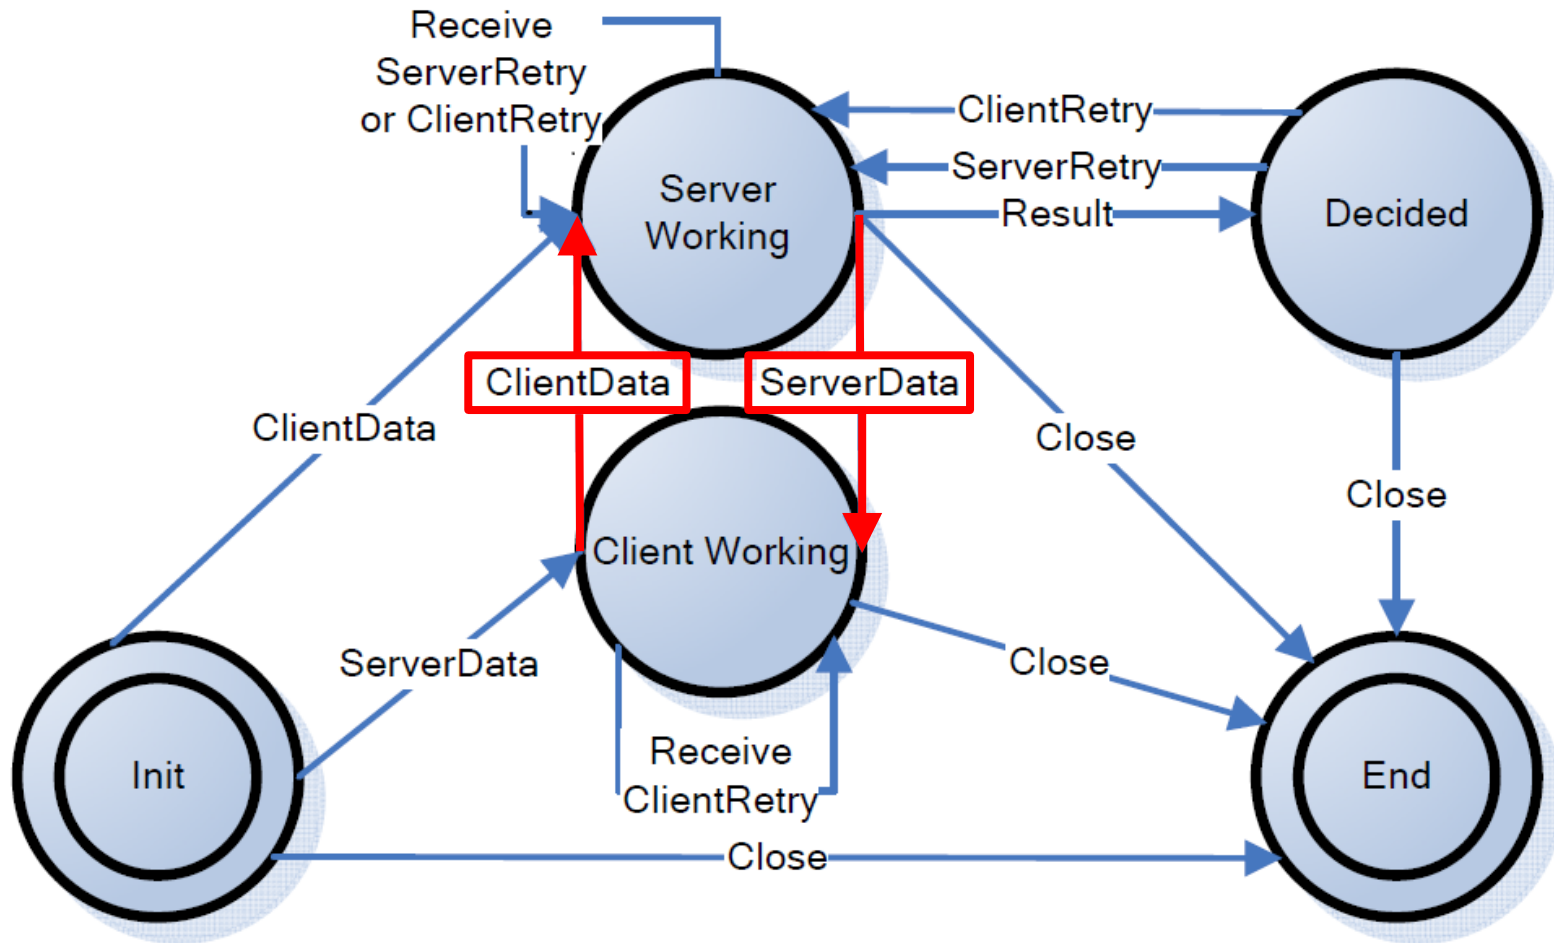 Receive
ServerRetry
or ClientRetry
ClientRetry
ServerRetry
Result
Server
Working
Decided
ClientData
ServerData
ClientData
Close
Close
Client Working
ServerData
Close
Receive
ClientRetry
Init
End
Close